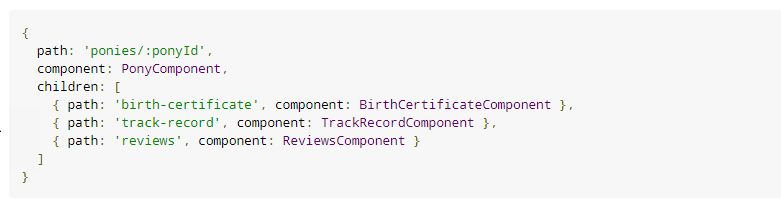 {
  path: 'ponies/:ponyId',
  component: PonyComponent,
  children: [
    { path: 'birth-certificate', component: BirthCertificateComponent },
    { path: 'track-record', component: TrackRecordComponent },
    { path: 'reviews', component: ReviewsComponent }
  ]
}